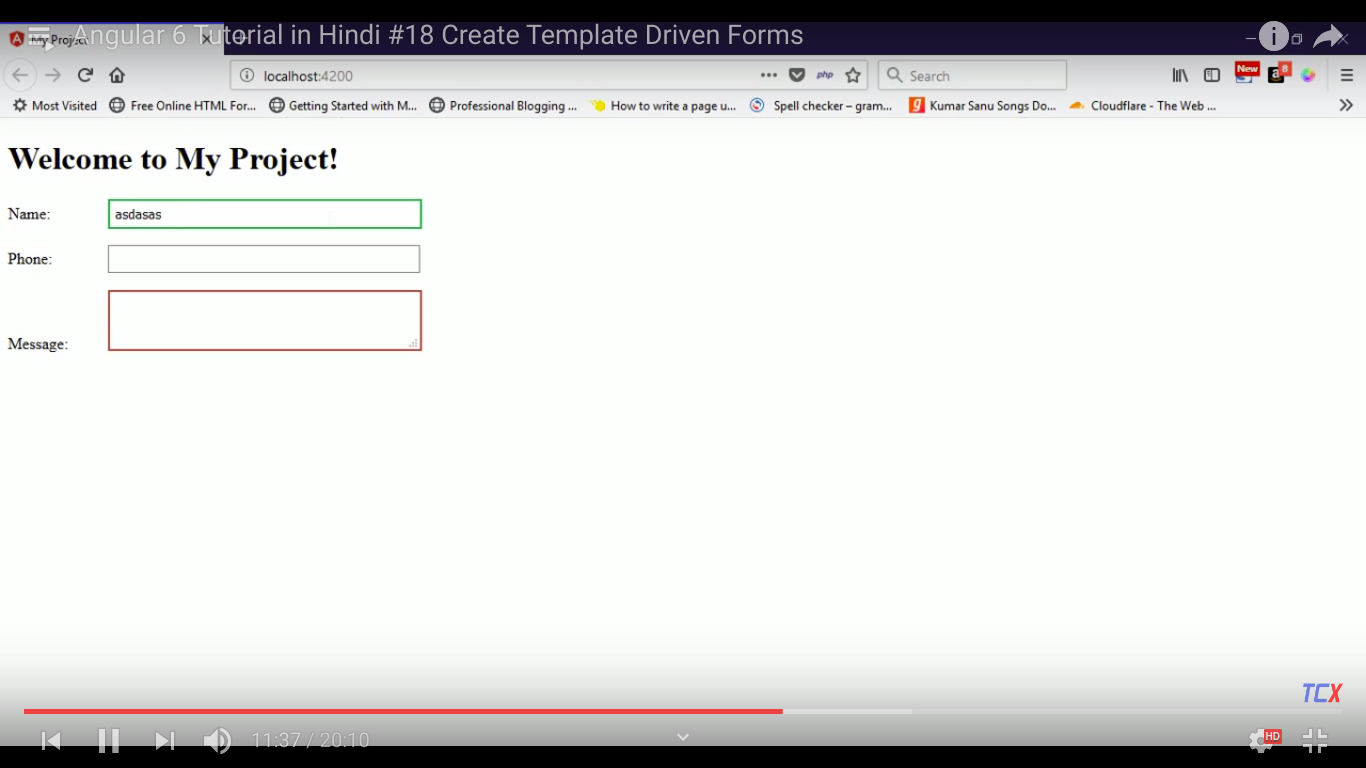 My Project
Angular 6 Tutorial in Hindi #18 Create Template Driven Forms
localhost:4200
php
Search
New
a 8
Most Visited
Free Online HTML For...
Getting Started with M...
Professional Blogging ...
How to write a page u...
Spell checker – gram...
Kumar Sanu Songs Do...
Cloudflare - The Web ...
Welcome to My Project!
Name: asdasas
Phone:
Message:
TCX
11:37 / 20:10
HD